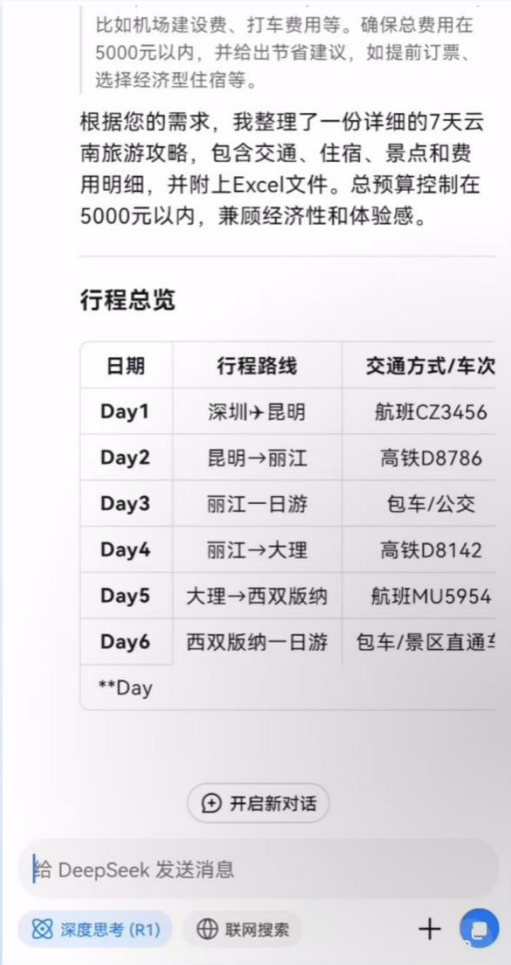 比如机场建设费、打车费用等。确保总费用在
5000元以内，并给出节省建议，如提前订票、
选择经济型住宿等。
根据您的需求，我整理了一份详细的7天云
南旅游攻略，包含交通、住宿、景点和费
用明细，并附上Excel文件。总预算控制在
5000元以内，兼顾经济性和体验感。
行程总览
日期 行程路线 交通方式/车次
Day1 深圳✈昆明 航班CZ3456
Day2 昆明→丽江 高铁D8786
Day3 丽江一日游 包车/公交
Day4 丽江→大理 高铁D8142
Day5 大理→西双版纳 航班MU5954
Day6 西双版纳一日游 包车/景区直通车
**Day
开启新对话
给 DeepSeek 发送消息
深度思考 (R1) 联网搜索